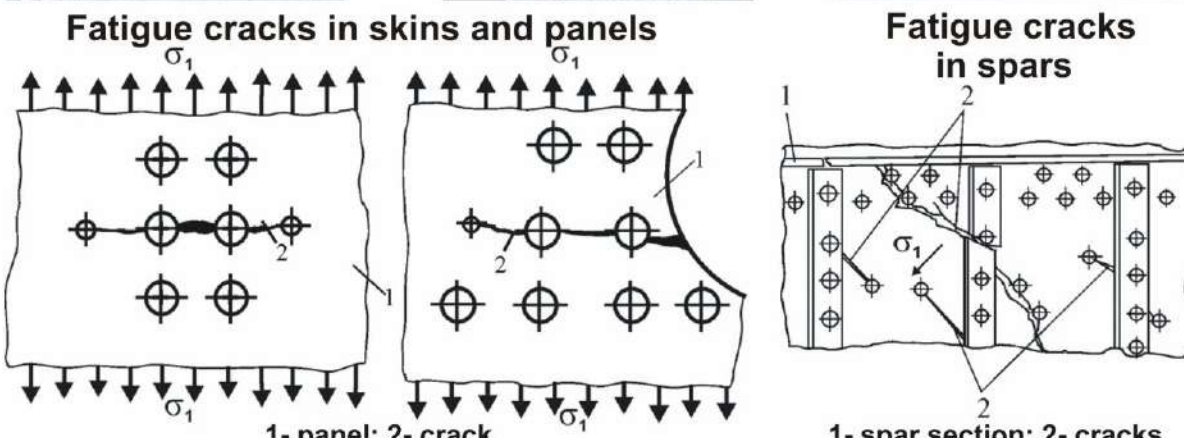 Fatigue cracks in skins and panels
σ1
σ1
2
1
σ1
σ1
1
2
1- panel; 2- crack
Fatigue cracks
in spars
1
2
σ1
2
1- spar section; 2- cracks